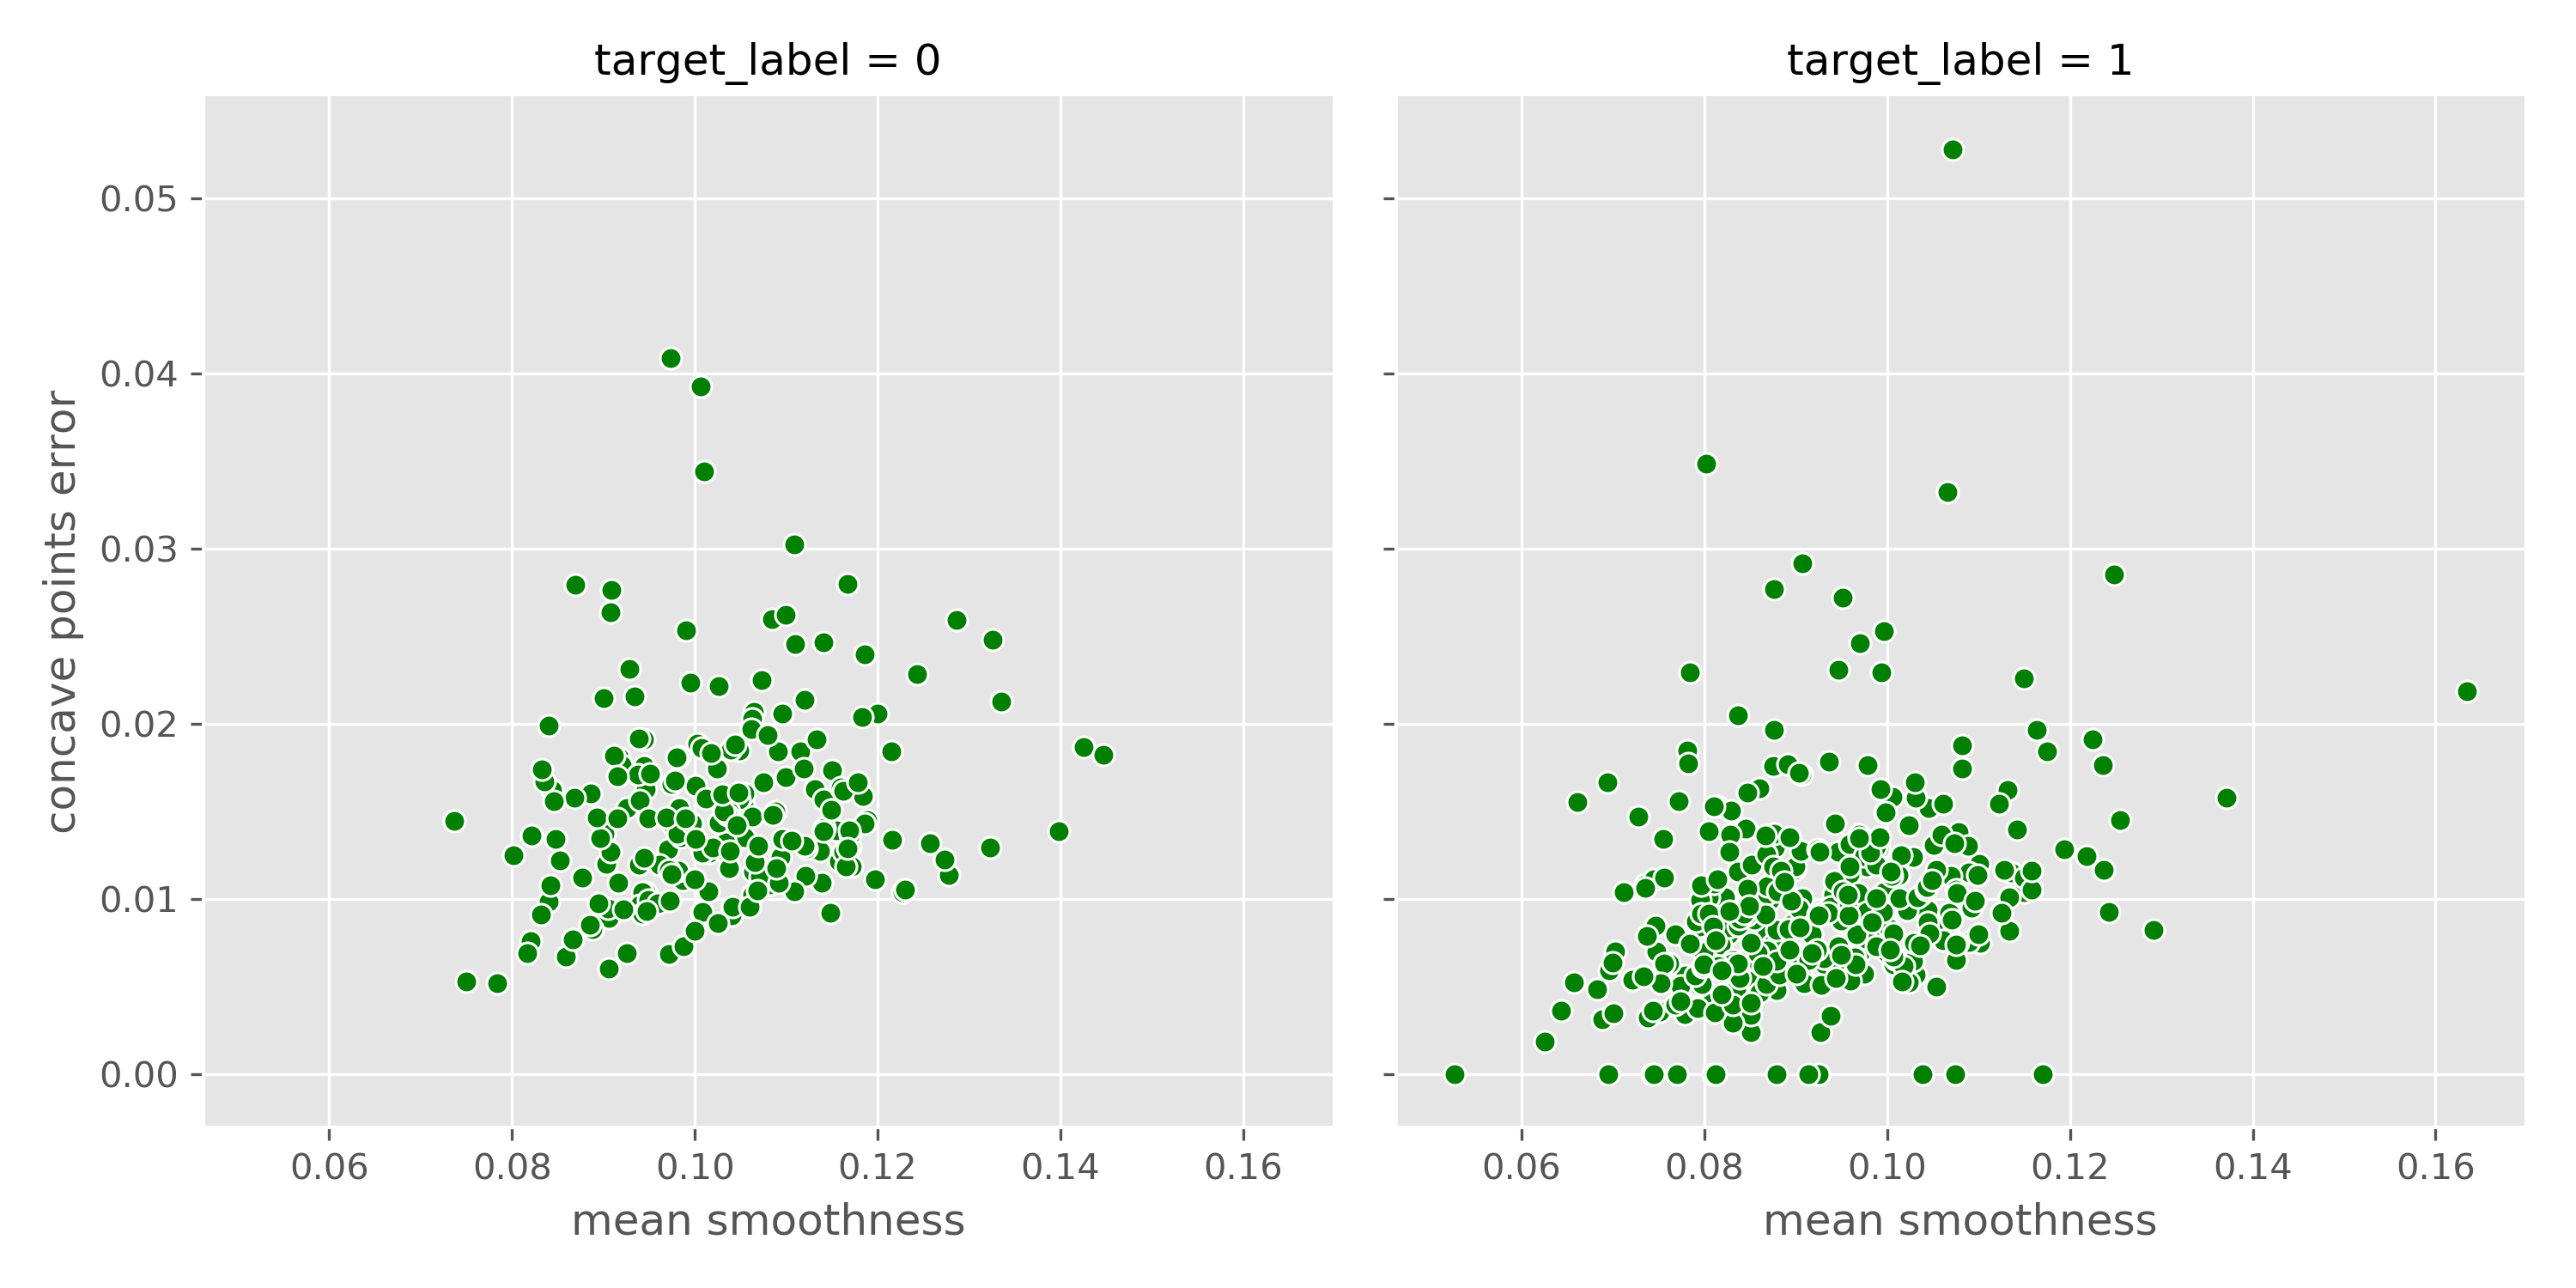 target_label = 0
target_label = 1
concave points error
0.05
0.04
0.03
0.02
0.01
0.00
0.06 0.08 0.10 0.12 0.14 0.16
0.06 0.08 0.10 0.12 0.14 0.16
mean smoothness
mean smoothness